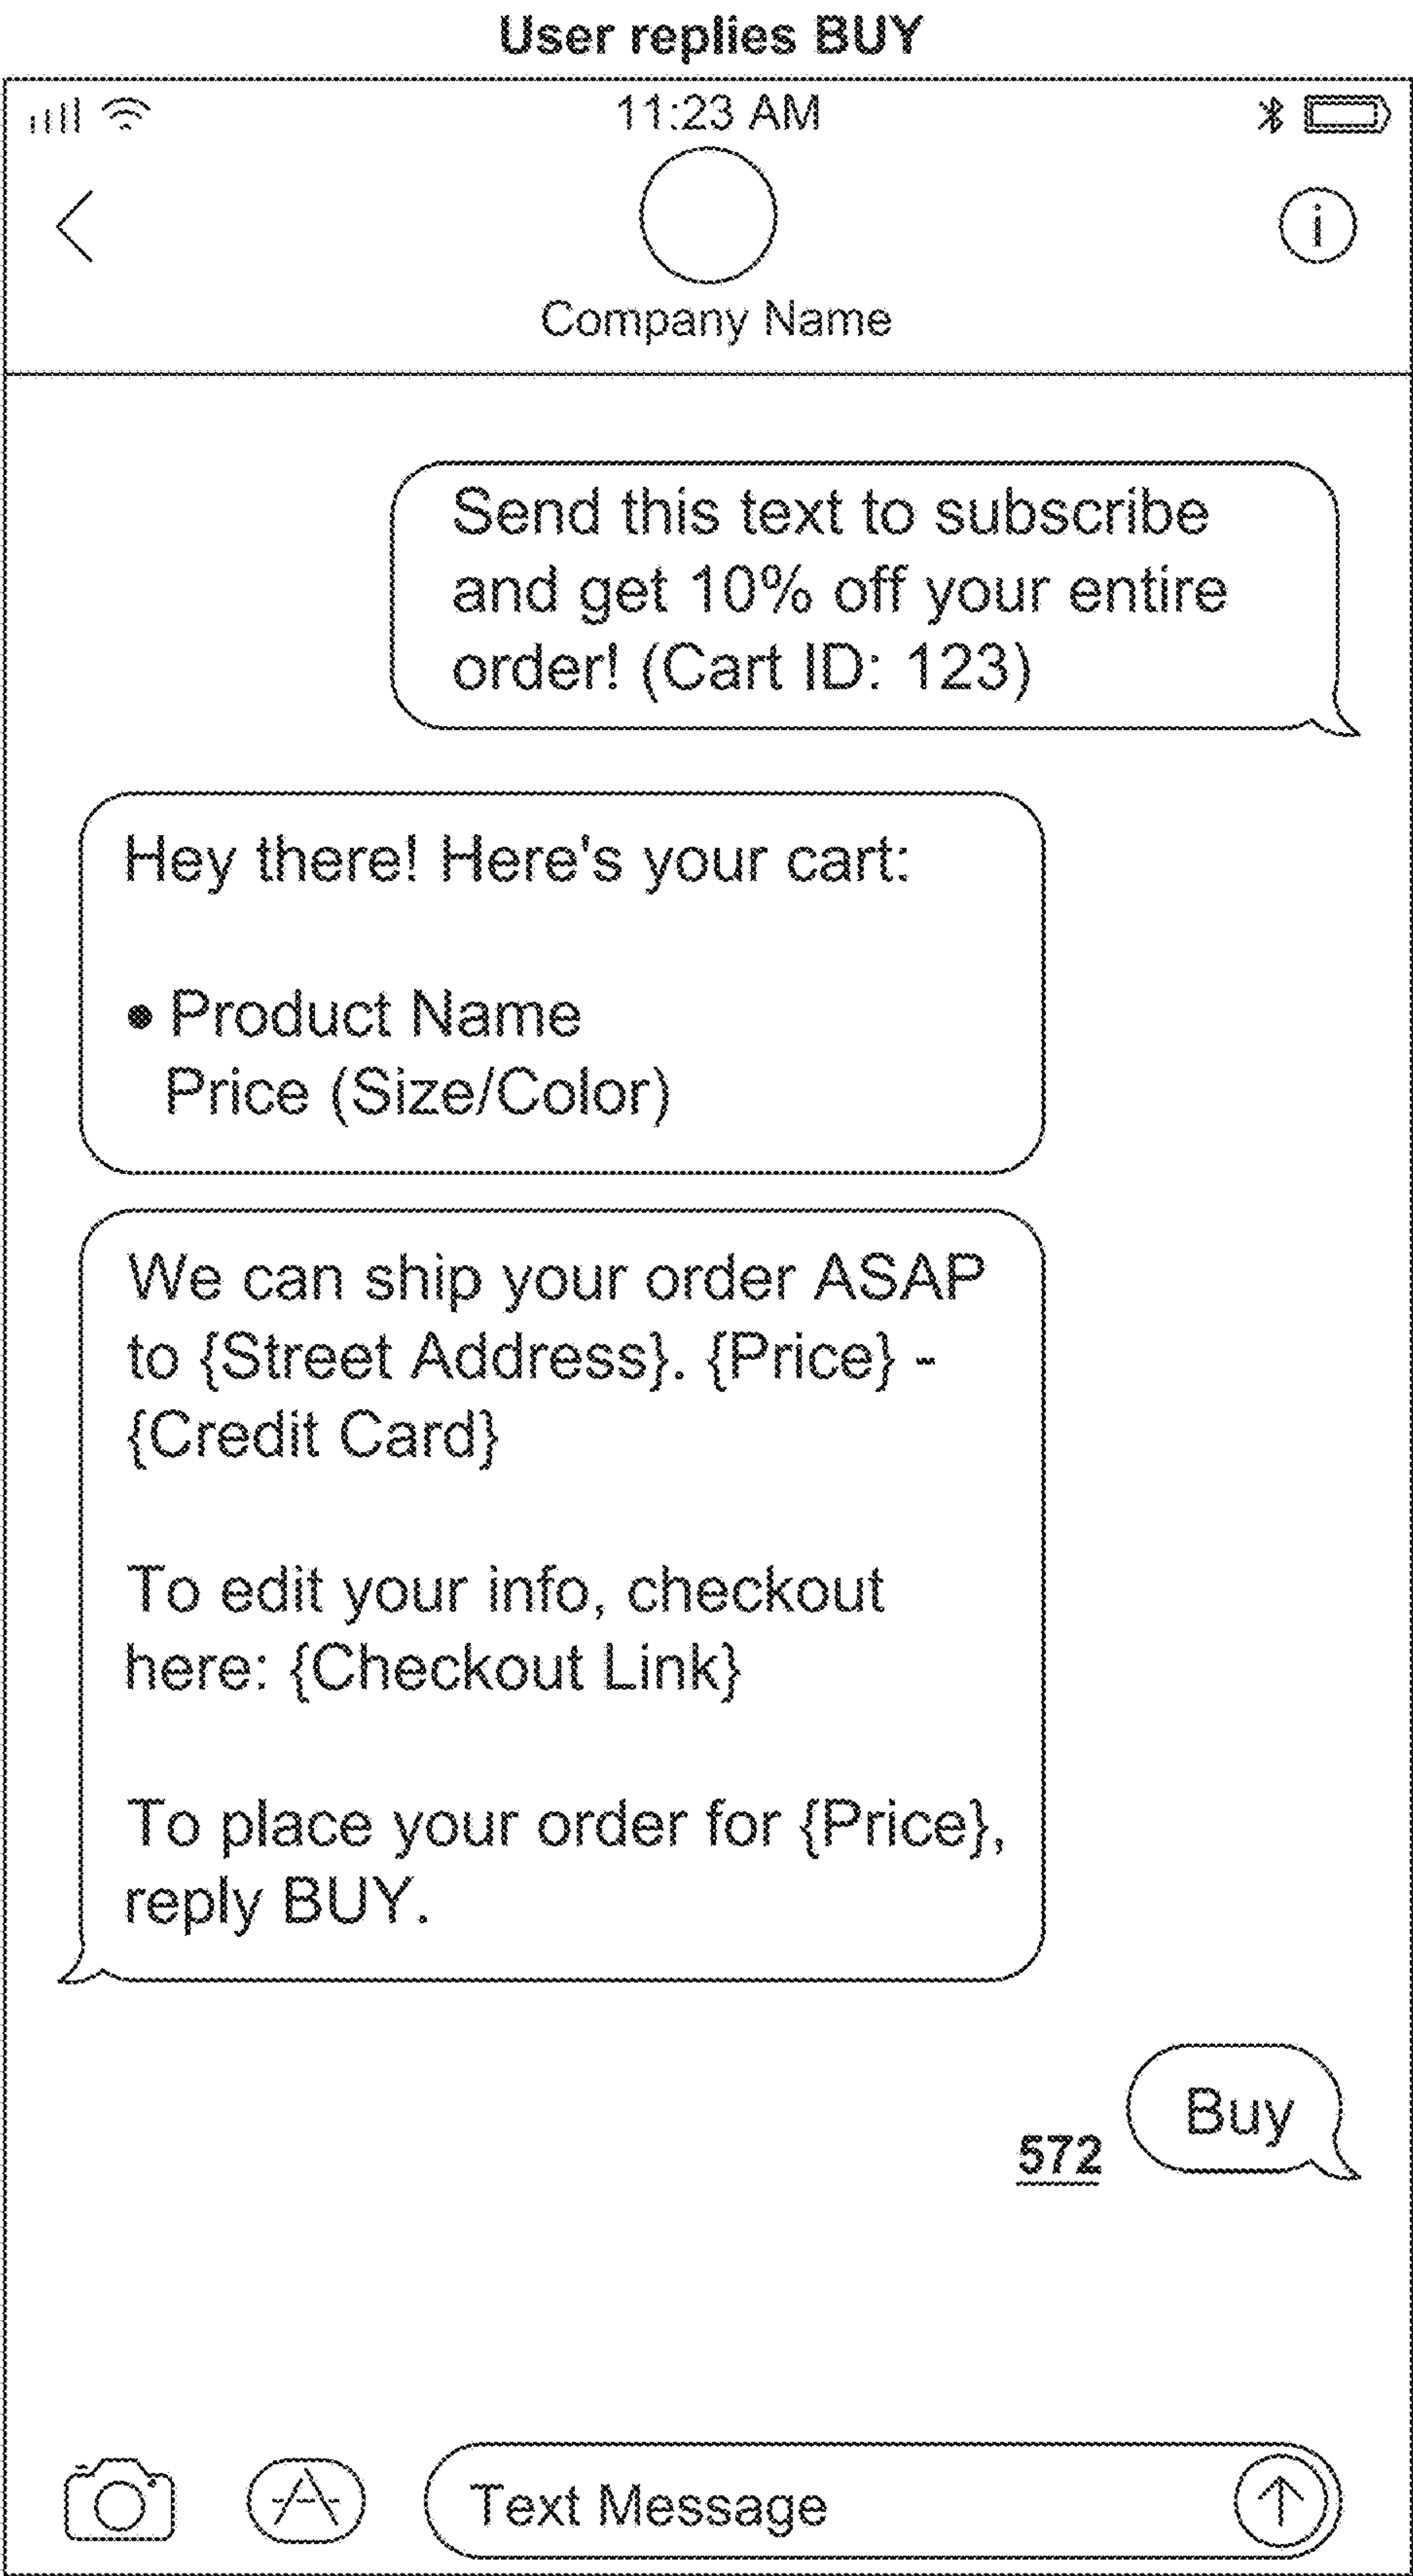 User replies BUY
11:23 AM
i
Company Name
Send this text to subscribe
and get 10% off your entire
order! (Cart ID: 123)
Hey there! Here's your cart:
• Product Name
Price (Size/Color)
We can ship your order ASAP
to {Street Address}. {Price} -
{Credit Card}
To edit your info, checkout
here: {Checkout Link}
To place your order for {Price},
reply BUY.
Buy
572
Text Message